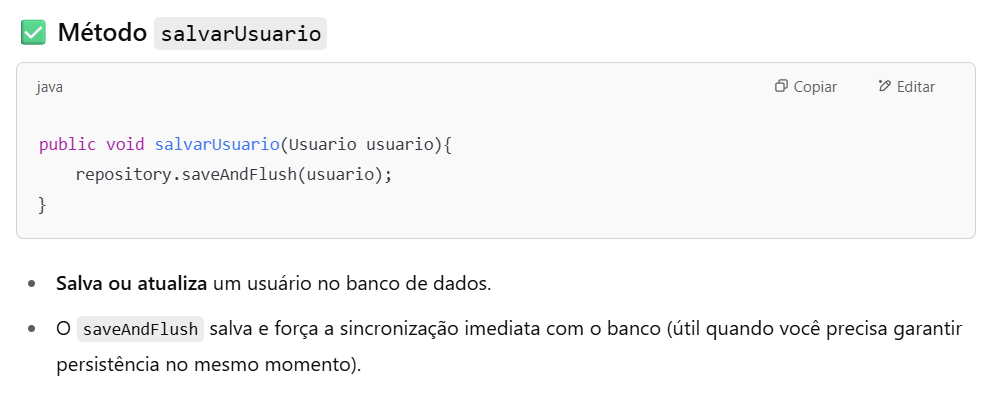 ✅ Método salvarUsuario
java Copiar Editar
public void salvarUsuario(Usuario usuario){
    repository.saveAndFlush(usuario);
}
• Salva ou atualiza um usuário no banco de dados.
• O saveAndFlush salva e força a sincronização imediata com o banco (útil quando você precisa garantir
persistência no mesmo momento).